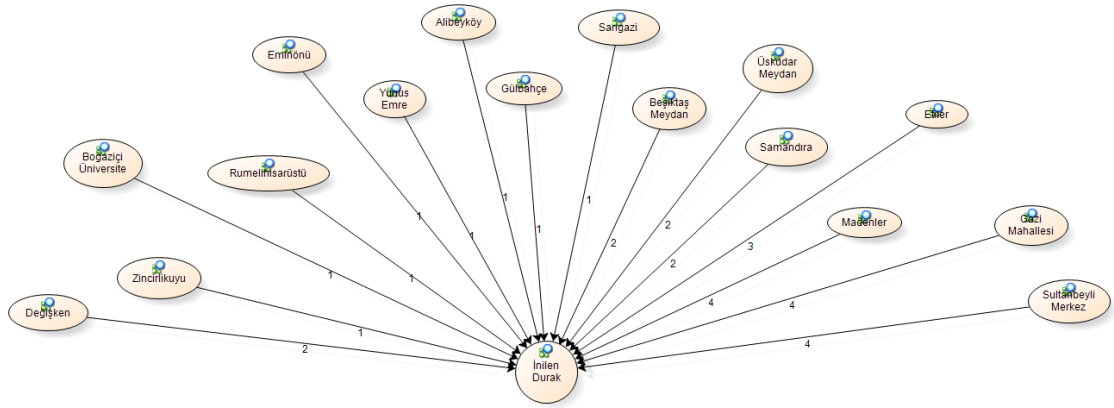 Alibeyköy
Sarıgazi
Eminönü
Üsküdar
Meydan
Gülbahçe
Yunus
Emre
Beşiktaş
Meydan
Etiler
Samandıra
Boğaziçi
Üniversite
Rumelihisarüstü
Madenler
Gazi
Mahallesi
Zincirlikuyu
Sultanbeyli
Merkez
Değişken
İnilen
Durak
1
1
1
1
1
1
1
1
2
2
2
2
3
4
4
4